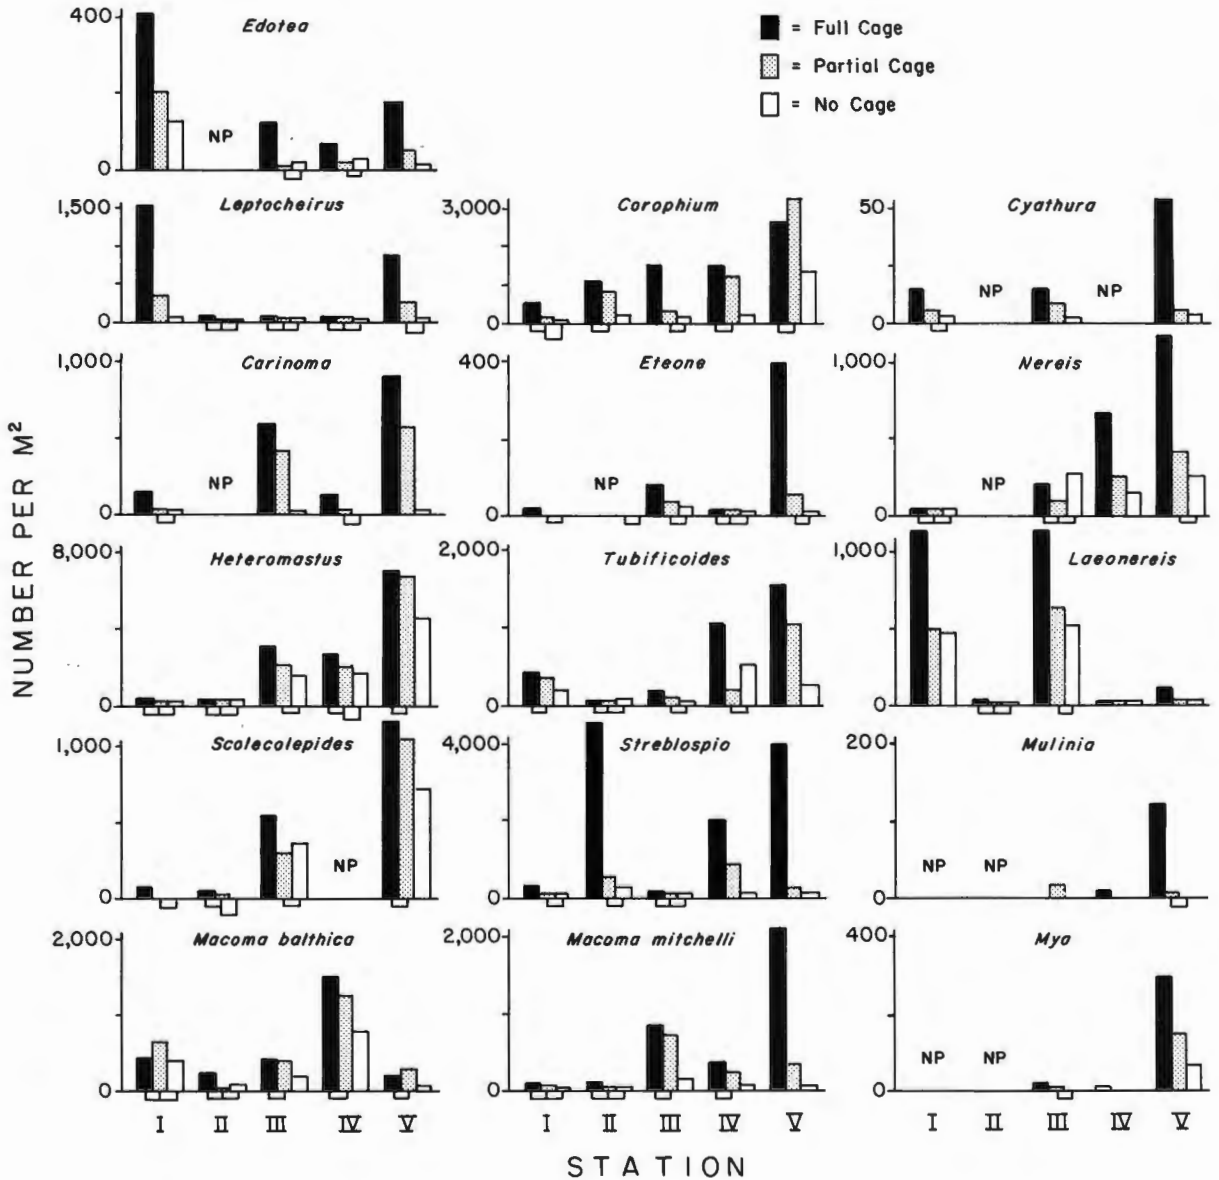 400
Edotea
NP
0
= Full Cage
= Partial Cage
= No Cage
1,500
Leptocheirus
0
3,000
Corophium
0
50
Cyathura
NP
NP
0
1,000
Carinoma
NP
0
400
Eteone
NP
0
1,000
Nereis
NP
0
8,000
Heteromastus
0
2,000
Tubificoides
0
1,000
Laeonereis
0
1,000
Scolecolepides
NP
0
4,000
Streblospio
0
200
Mulinia
NP
NP
0
2,000
Macoma balthica
0
2,000
Macoma mitchelli
0
400
Mya
NP
NP
0
I II III IV V
I II III IV V
I II III IV V
STATION
NUMBER PER M²